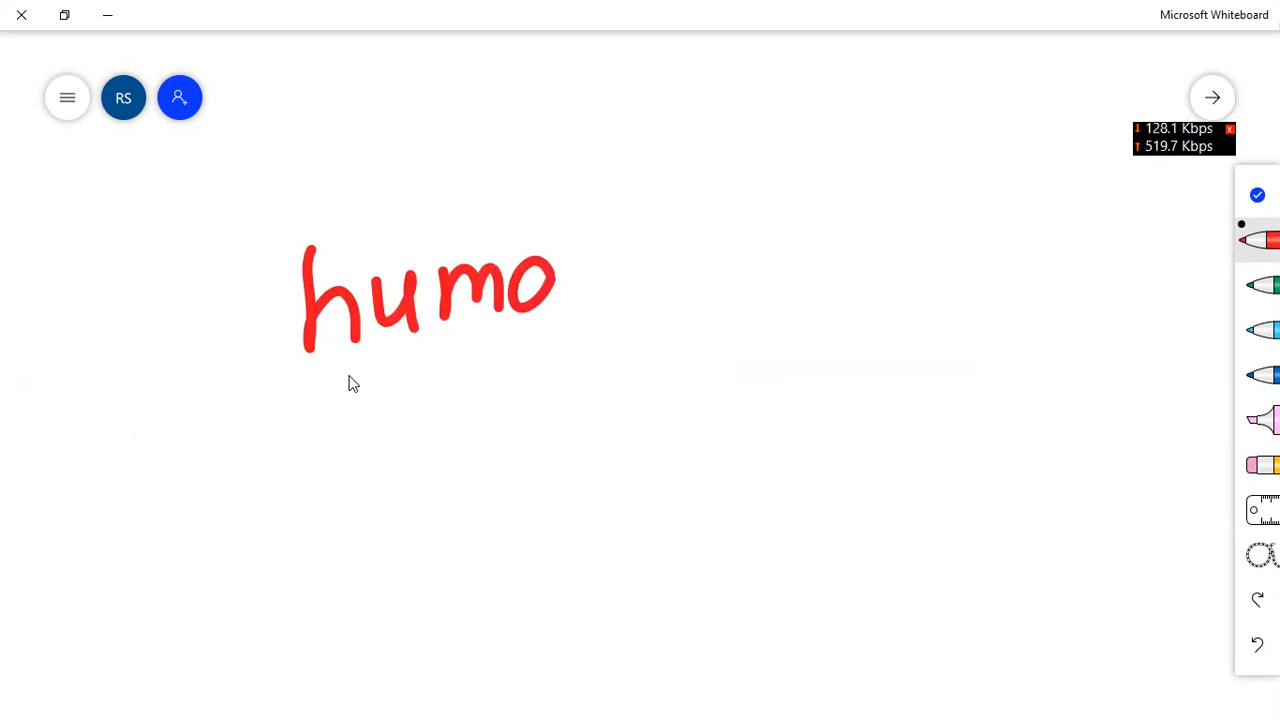 Microsoft Whiteboard
RS
128.1 Kbps
x
519.7 Kbps
humo